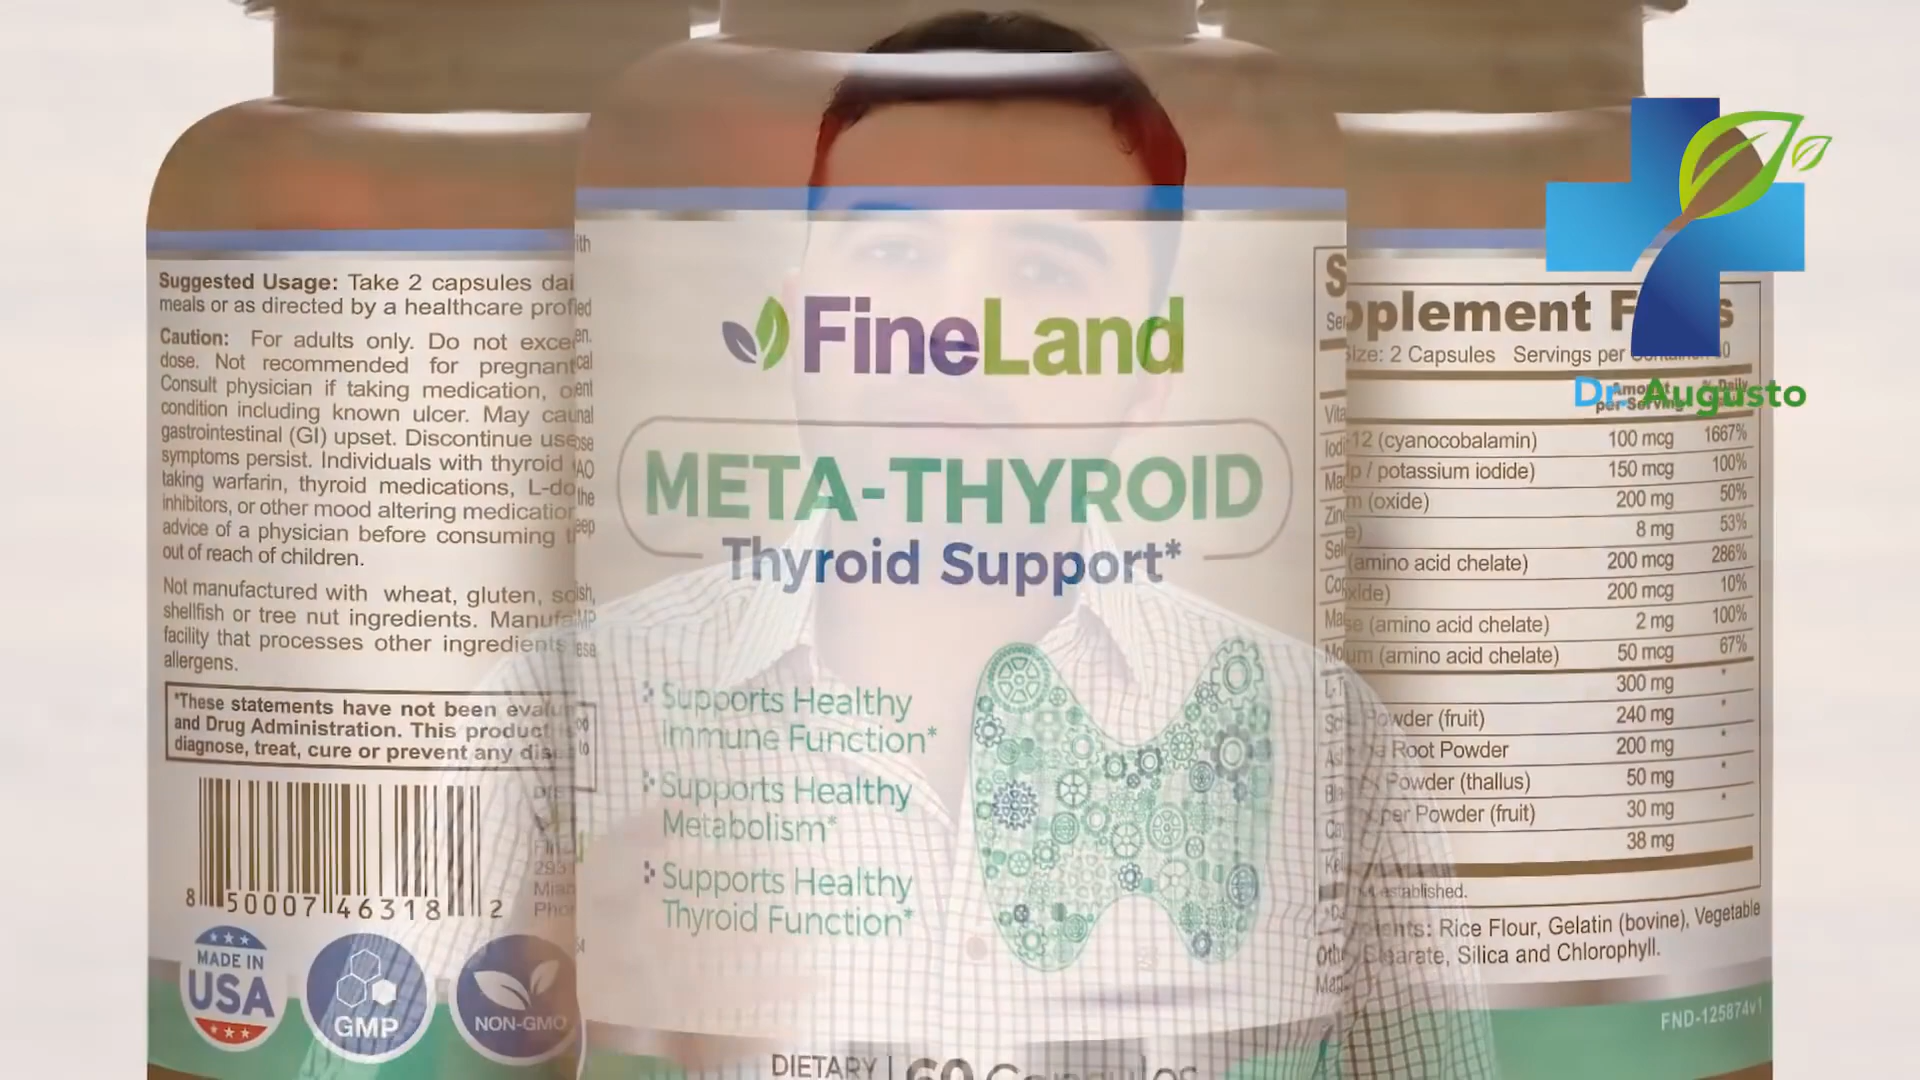 Suggested Usage: Take 2 capsules dai
meals or as directed by a healthcare prof
Caution: For adults only. Do not exce
dose. Not recommended for pregnant
Consult physician if taking medication, o
condition including known ulcer. May cau
gastrointestinal (GI) upset. Discontinue use
symptoms persist. Individuals with thyroid
taking warfarin, thyroid medications, L-do
inhibitors, or other mood altering medication
advice of a physician before consuming
out of reach of children.
Not manufactured with wheat, gluten, so
shellfish or tree nut ingredients. Manufa
facility that processes other ingredients
allergens.
*These statements have not been evalu
and Drug Administration. This product
diagnose, treat, cure or prevent any dis
8 50007 46318 2
MADE IN
USA
GMP
NON-GMO
FineLand
META-THYROID
Thyroid Support*
Supports Healthy
Immune Function*
Supports Healthy
Metabolism*
Supports Healthy
Thyroid Function*
DIETARY | 60 Capsules
pplement F s
Size: 2 Capsules Servings per
Amount
per Serving
% Daily
12 (cyanocobalamin) 100 mcg 1667%
p / potassium iodide) 150 mcg 100%
m (oxide) 200 mg 50%
e) 8 mg 53%
(amino acid chelate) 200 mcg 286%
xide) 200 mcg 10%
se (amino acid chelate) 2 mg 100%
um (amino acid chelate) 50 mcg 67%
300 mg *
Powder (fruit) 240 mg *
Root Powder 200 mg *
Powder (thallus) 50 mg *
per Powder (fruit) 30 mg *
38 mg
established.
ents: Rice Flour, Gelatin (bovine), Vegetable
Stearate, Silica and Chlorophyll.
FND-125874v1
Dr. Augusto